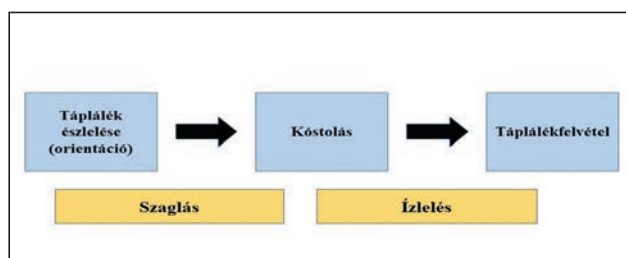 Táplálék
észlelése
(orientáció)
Kóstolás
Táplálékfelvétel
Szaglás
Ízlelés